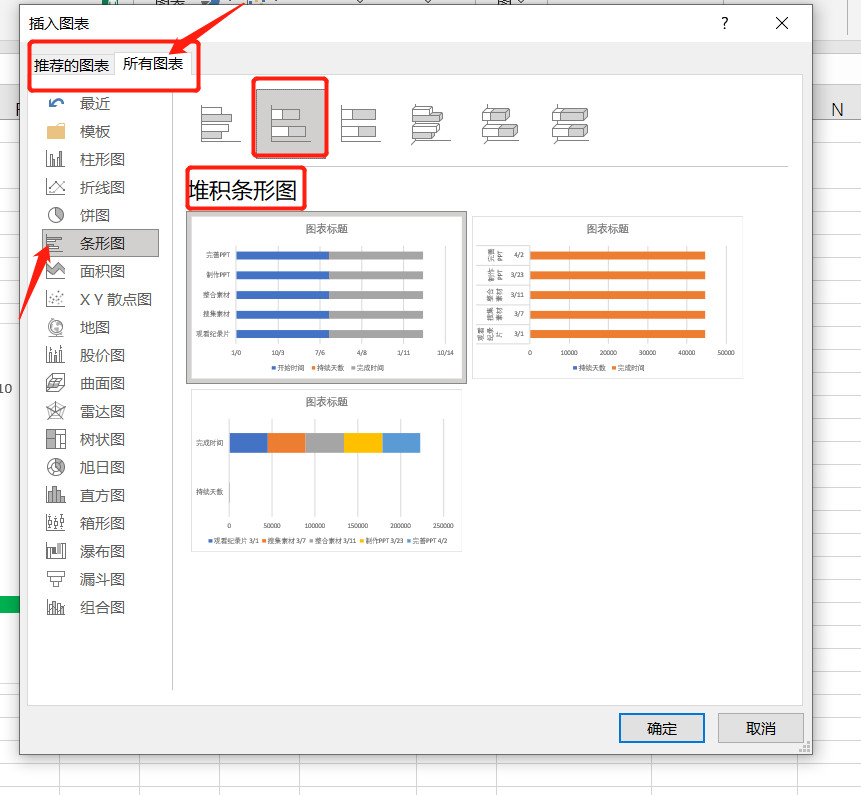 插入图表
?
推荐的图表 所有图表
最近
模板
柱形图
折线图
饼图
条形图
面积图
X Y 散点图
地图
股价图
曲面图
雷达图
树状图
旭日图
直方图
箱形图
瀑布图
漏斗图
组合图
堆积条形图
图表标题
完善PPT
制作PPT
整合素材
搜集素材
观看纪录片
1/0 10/3 7/6 4/8 1/11 10/14
开始时间 持续天数 完成时间
图表标题
完善PPT 4/2
制作PPT 3/23
整合素材 3/11
搜集素材 3/7
观看纪录片 3/1
0 10000 20000 30000 40000 50000
持续天数 完成时间
图表标题
完成时间
持续天数
0 50000 100000 150000 200000 250000
观看纪录片 3/1 搜集素材 3/7 整合素材 3/11 制作PPT 3/23 完善PPT 4/2
确定 取消
N
10